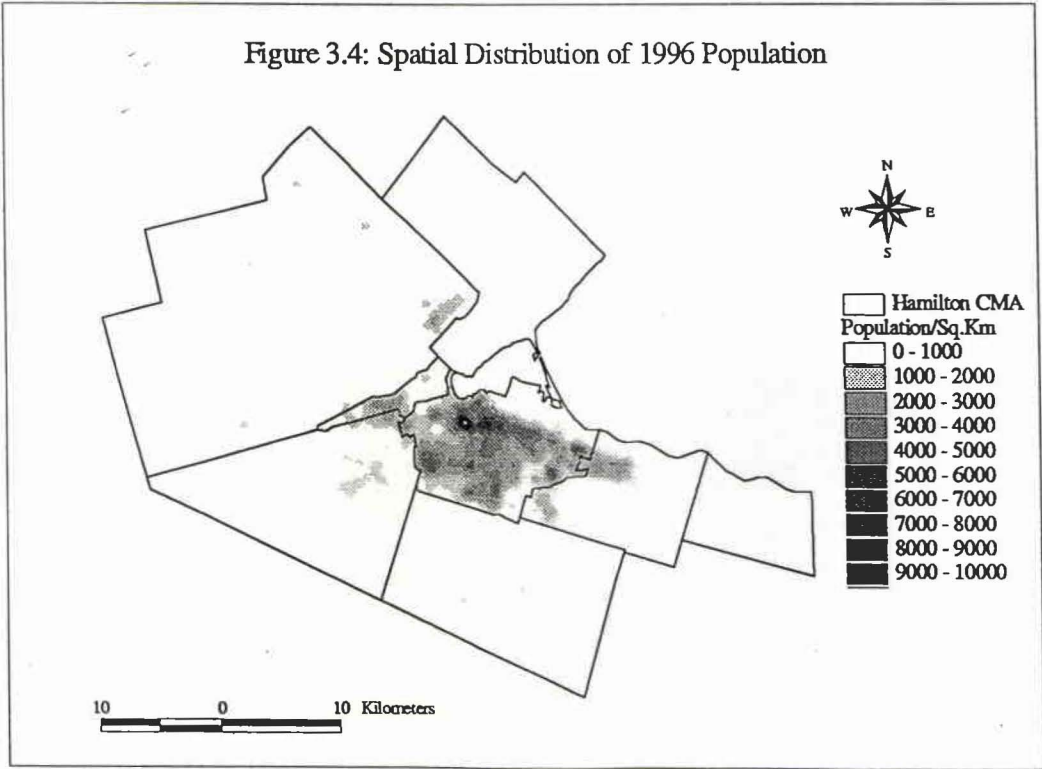 Figure 3.4: Spatial Distribution of 1996 Population
N
W E
S
Hamilton CMA
Population/Sq.Km
0 - 1000
1000 - 2000
2000 - 3000
3000 - 4000
4000 - 5000
5000 - 6000
6000 - 7000
7000 - 8000
8000 - 9000
9000 - 10000
10 0 10 Kilometers